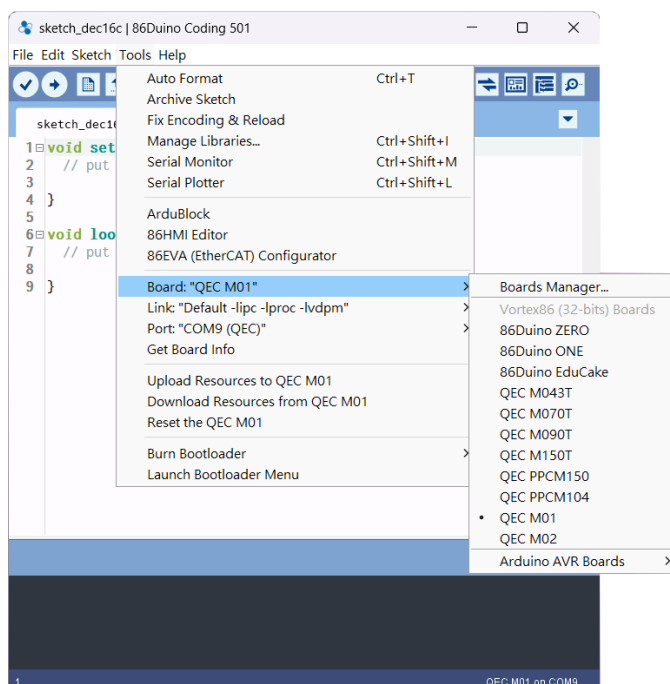 sketch_dec16c | 86Duino Coding 501
File Edit Sketch Tools Help
sketch_dec16
1 void set
2 // put
3
4 }
5
6 void loo
7 // put
8
9 }
Auto Format Ctrl+T
Archive Sketch
Fix Encoding & Reload
Manage Libraries... Ctrl+Shift+I
Serial Monitor Ctrl+Shift+M
Serial Plotter Ctrl+Shift+L
ArduBlock
86HMI Editor
86EVA (EtherCAT) Configurator
Board: "QEC M01"
Link: "Default -lipc -lproc -lvdpm"
Port: "COM9 (QEC)"
Get Board Info
Upload Resources to QEC M01
Download Resources from QEC M01
Reset the QEC M01
Burn Bootloader
Launch Bootloader Menu
Boards Manager...
Vortex86 (32-bits) Boards
86Duino ZERO
86Duino ONE
86Duino EduCake
QEC M043T
QEC M070T
QEC M090T
QEC M150T
QEC PPCM150
QEC PPCM104
• QEC M01
QEC M02
Arduino AVR Boards
1 QEC M01 on COM9